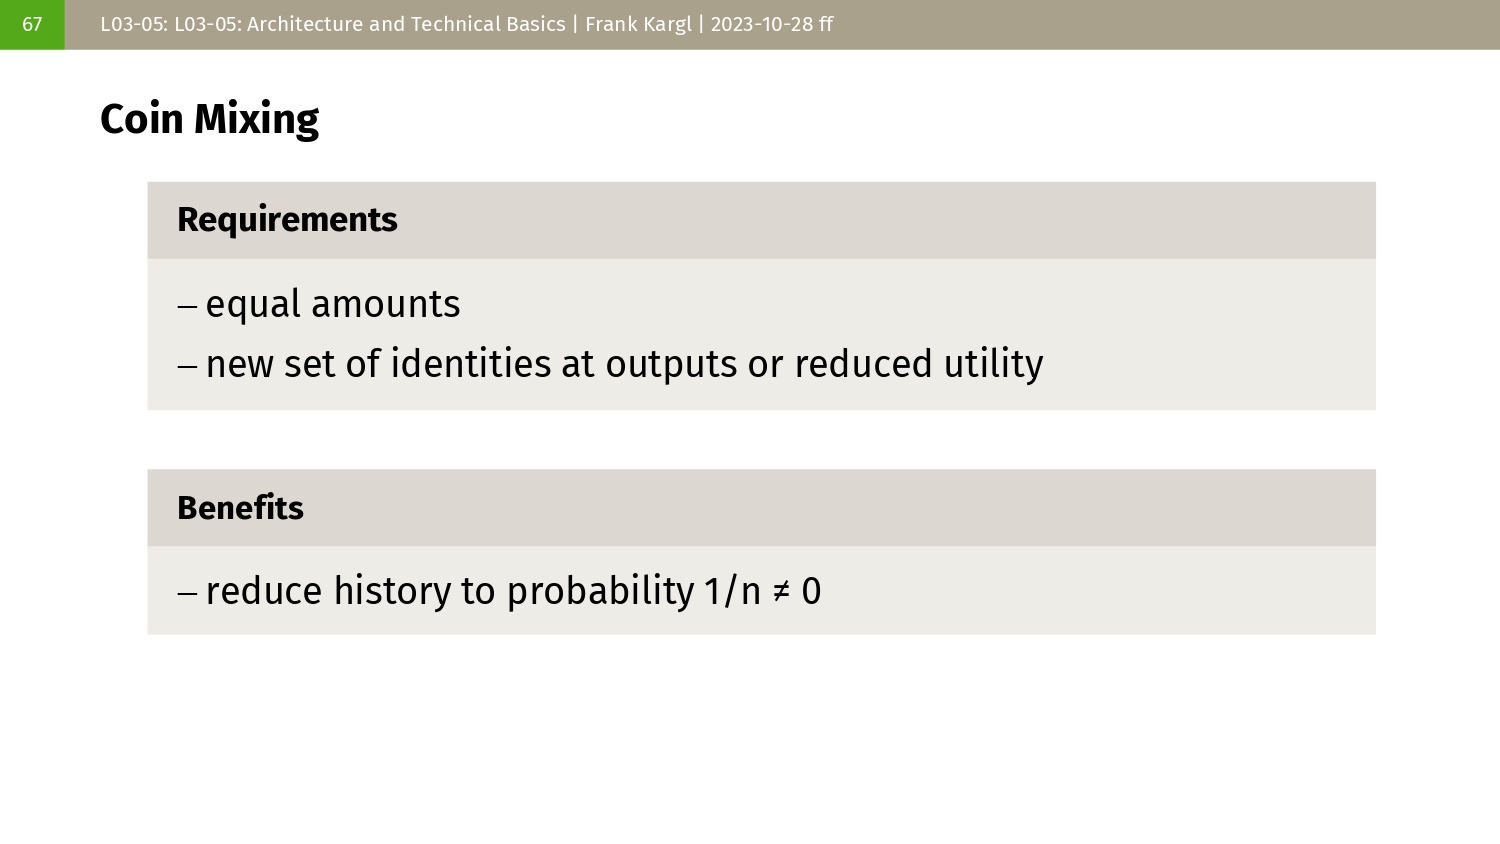 67
L03-05: L03-05: Architecture and Technical Basics | Frank Kargl | 2023-10-28 ff
Coin Mixing
Requirements
– equal amounts
– new set of identities at outputs or reduced utility
Benefits
– reduce history to probability 1/n ≠ 0